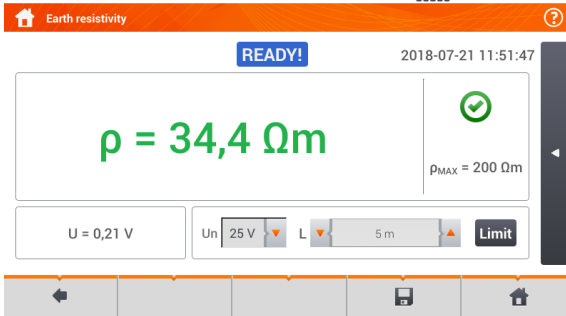 Earth resistivity
READY!
2018-07-21 11:51:47
ρ = 34,4 Ωm
ρMAX = 200 Ωm
U = 0,21 V
Un 25 V L 5 m Limit